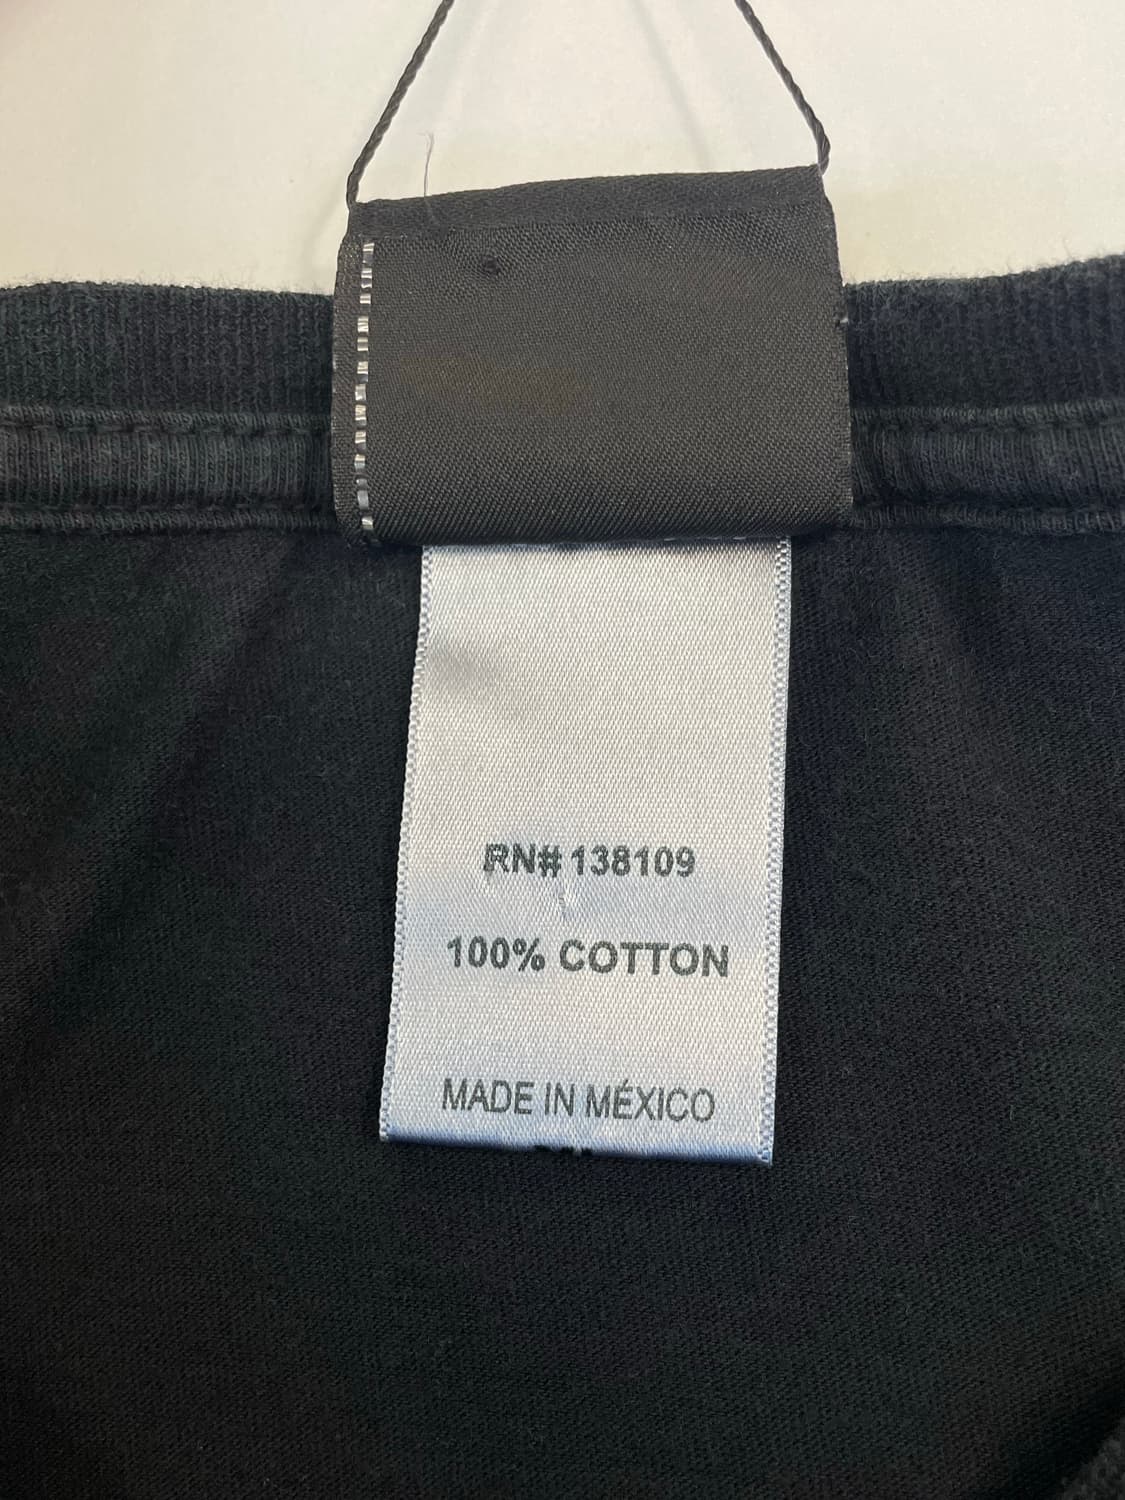 RN# 138109
100% COTTON
MADE IN MÉXICO